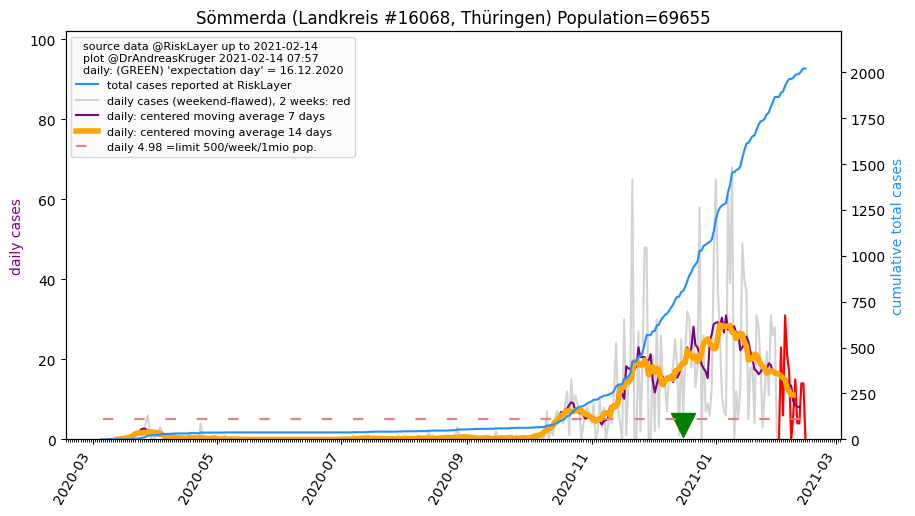 Sömmerda (Landkreis #16068, Thüringen) Population=69655
source data @RiskLayer up to 2021-02-14
plot @DrAndreasKruger 2021-02-14 07:57
daily: (GREEN) 'expectation day' = 16.12.2020
total cases reported at RiskLayer
daily cases (weekend-flawed), 2 weeks: red
daily: centered moving average 7 days
daily: centered moving average 14 days
daily 4.98 =limit 500/week/1mio pop.
daily cases
100
80
60
40
20
0
cumulative total cases
2000
1750
1500
1250
1000
750
500
250
0
2020-03
2020-05
2020-07
2020-09
2020-11
2021-01
2021-03